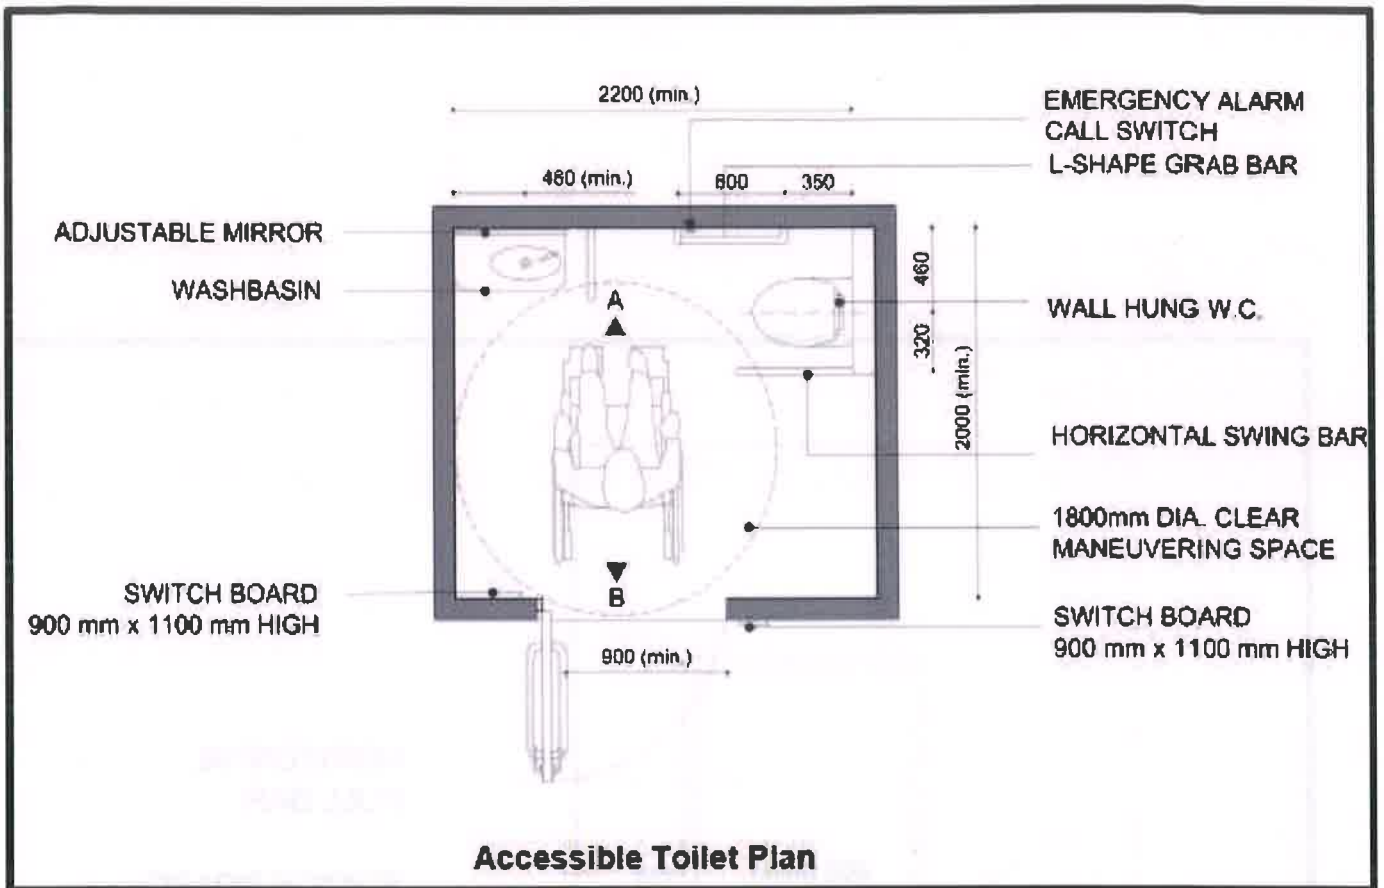 2200 (min.)
EMERGENCY ALARM
CALL SWITCH
L-SHAPE GRAB BAR
460 (min.)
600
350
ADJUSTABLE MIRROR
WASHBASIN
A
460
WALL HUNG W.C.
320
2000 (min.)
HORIZONTAL SWING BAR
1800mm DIA. CLEAR
MANEUVERING SPACE
B
SWITCH BOARD
900 mm x 1100 mm HIGH
SWITCH BOARD
900 mm x 1100 mm HIGH
900 (min.)
Accessible Toilet Plan